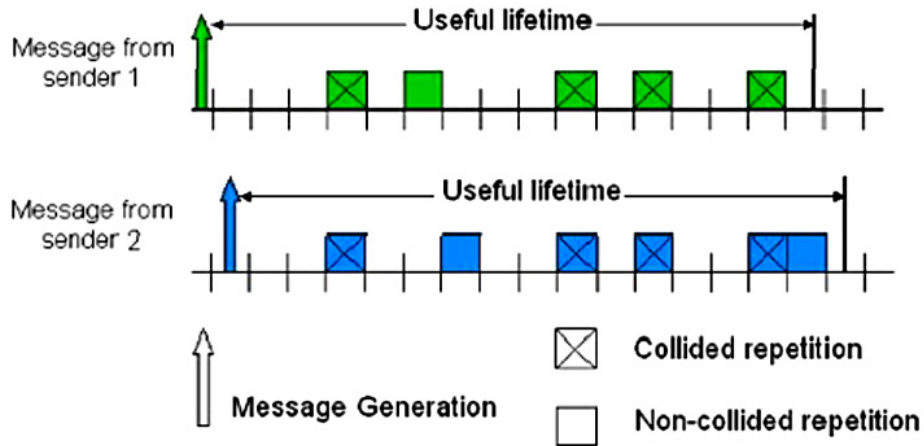 Useful lifetime
Message from
sender 1
Useful lifetime
Message from
sender 2
Collided repetition
Message Generation
Non-collided repetition